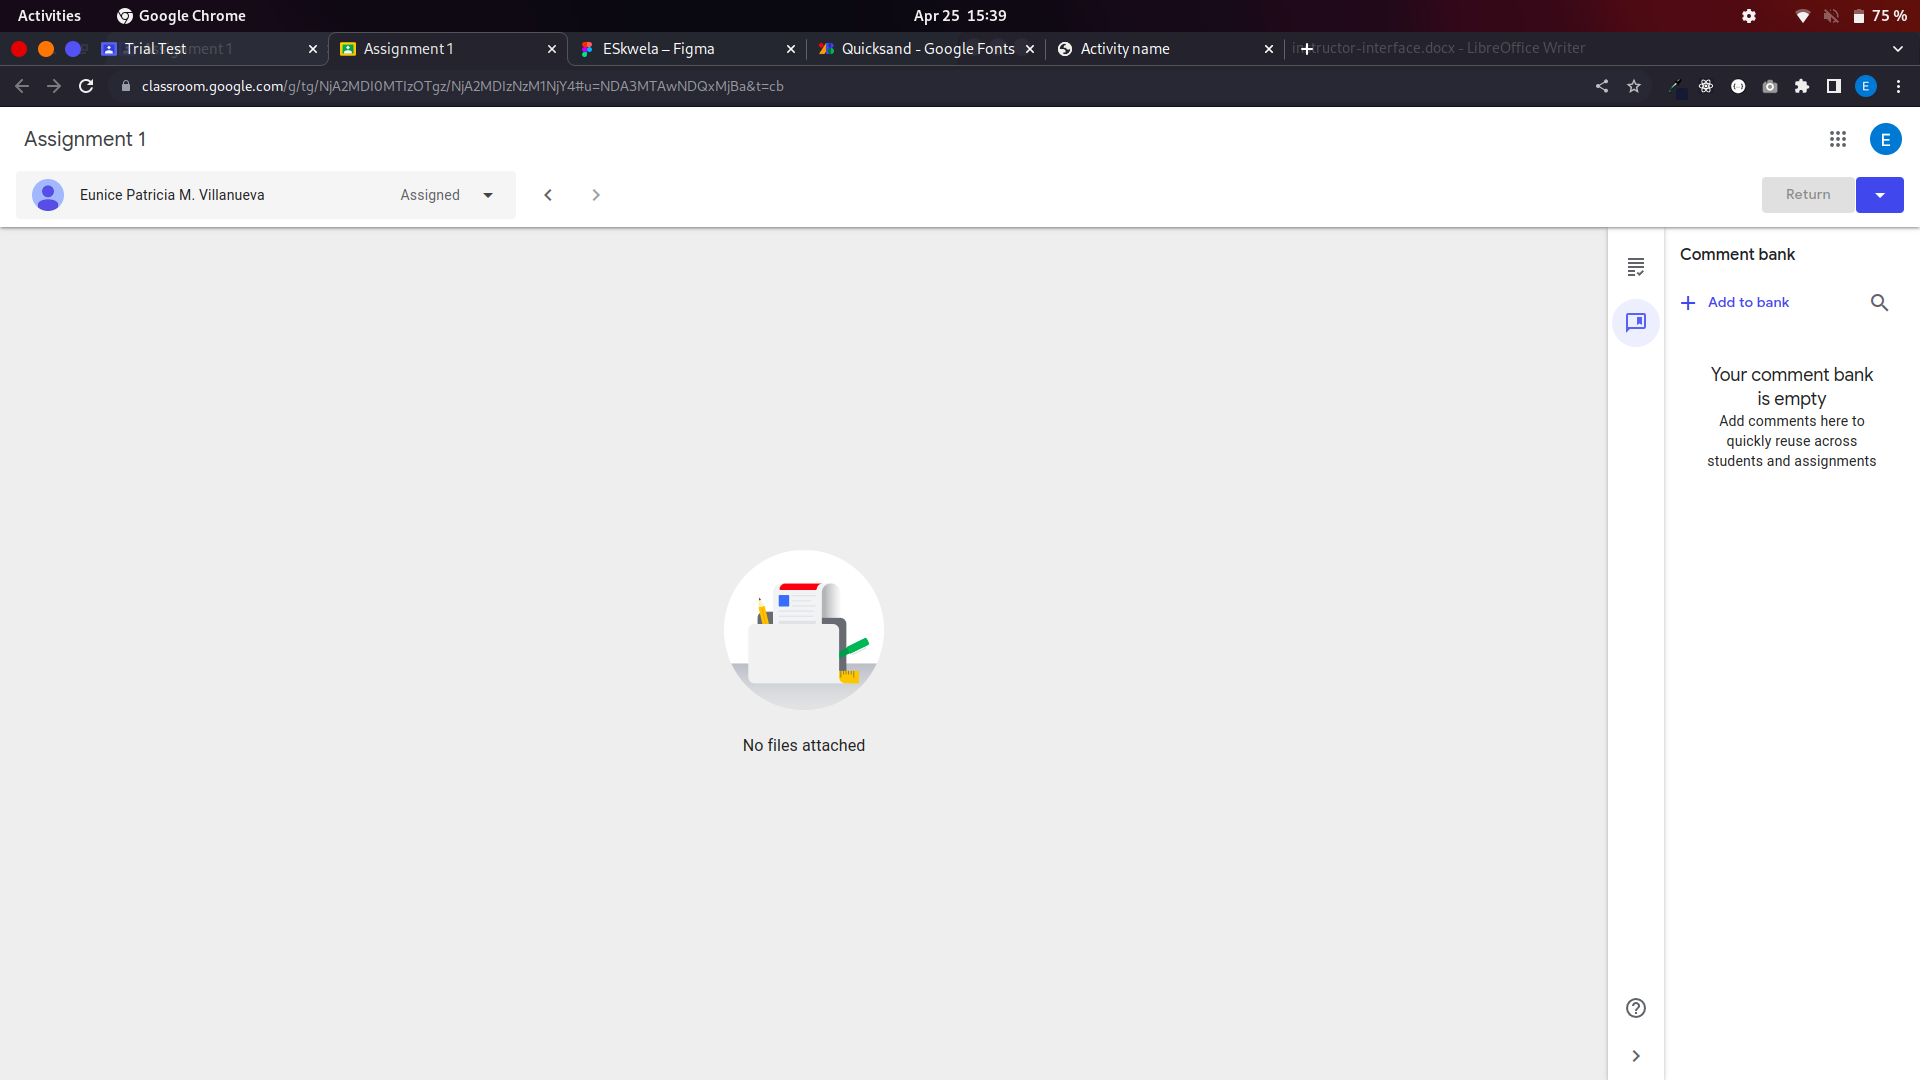 Activities
Google Chrome
Apr 25 15:39
75 %
Trial Test
Assignment 1
ESkwela – Figma
Quicksand - Google Fonts
Activity name
instructor-interface.docx - LibreOffice Writer
classroom.google.com/g/tg/NjA2MDI0MTIzOTgz/NjA2MDIzNzM1NjY4#u=NDA3MTAwNDQxMjBa&t=cb
E
Assignment 1
E
Eunice Patricia M. Villanueva
Assigned
Return
Comment bank
Add to bank
Your comment bank
is empty
Add comments here to
quickly reuse across
students and assignments
No files attached